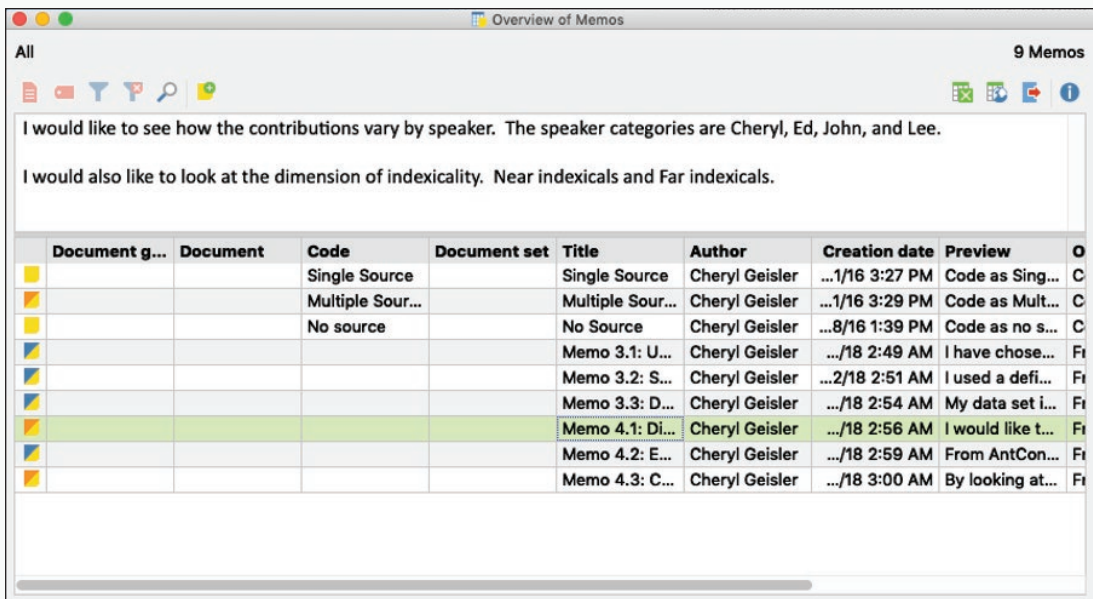 Overview of Memos
All 9 Memos
I would like to see how the contributions vary by speaker. The speaker categories are Cheryl, Ed, John, and Lee.
I would also like to look at the dimension of indexicality. Near indexicals and Far indexicals.
Document g... Document Code Document set Title Author Creation date Preview O
Single Source Single Source Cheryl Geisler ...1/16 3:27 PM Code as Sing... C
Multiple Sour... Multiple Sour... Cheryl Geisler ...1/16 3:29 PM Code as Mult... C
No source No Source Cheryl Geisler ...8/16 1:39 PM Code as no s... C
Memo 3.1: U... Cheryl Geisler .../18 2:49 AM I have chose... Fr
Memo 3.2: S... Cheryl Geisler ...2/18 2:51 AM I used a defi... Fr
Memo 3.3: D... Cheryl Geisler .../18 2:54 AM My data set i... Fr
Memo 4.1: Di... Cheryl Geisler .../18 2:56 AM I would like t... Fr
Memo 4.2: E... Cheryl Geisler .../18 2:59 AM From AntCon... Fr
Memo 4.3: C... Cheryl Geisler .../18 3:00 AM By looking at... Fr